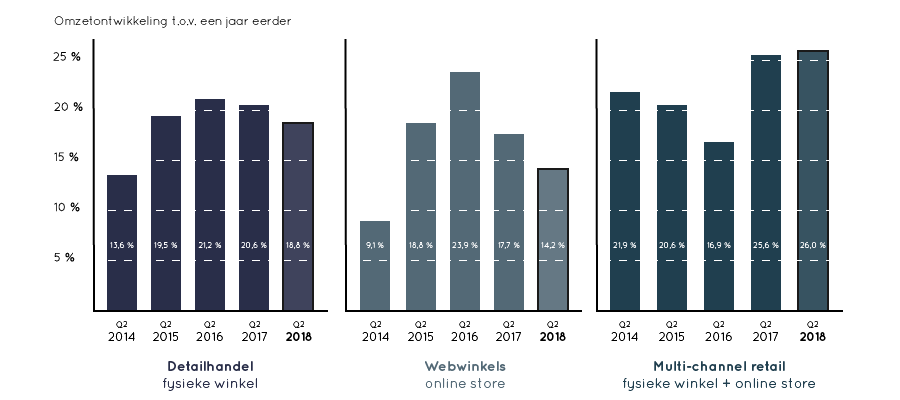 Omzetontwikkeling t.o.v. een jaar eerder
25 %
20 %
15 %
10 %
5 %
13,6 % 19,5 % 21,2 % 20,6 % 18,8 %
Q2 Q2 Q2 Q2 Q2
2014 2015 2016 2017 2018
Detailhandel
fysieke winkel
9,1 % 18,8 % 23,9 % 17,7 % 14,2 %
Q2 Q2 Q2 Q2 Q2
2014 2015 2016 2017 2018
Webwinkels
online store
21,9 % 20,6 % 16,9 % 25,6 % 26,0 %
Q2 Q2 Q2 Q2 Q2
2014 2015 2016 2017 2018
Multi-channel retail
fysieke winkel + online store